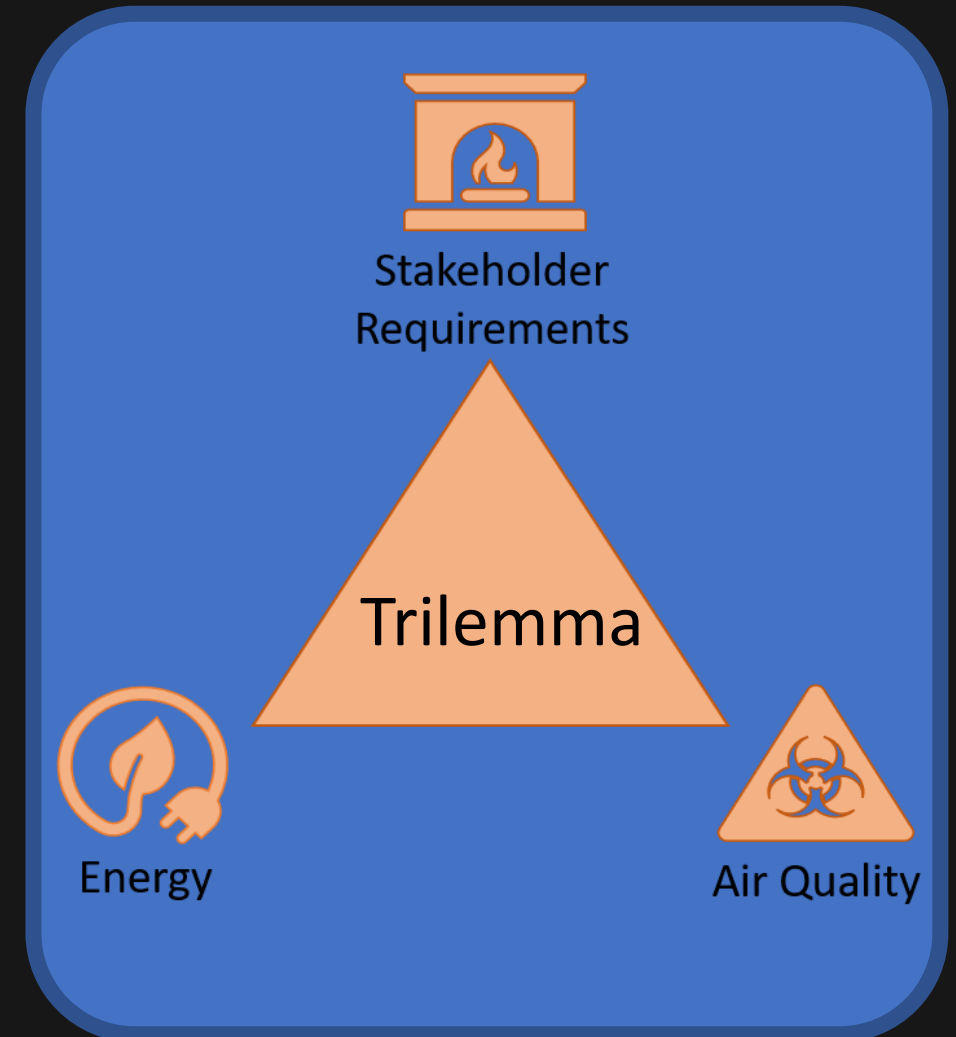 Stakeholder
Requirements
Trilemma
Energy
Air Quality